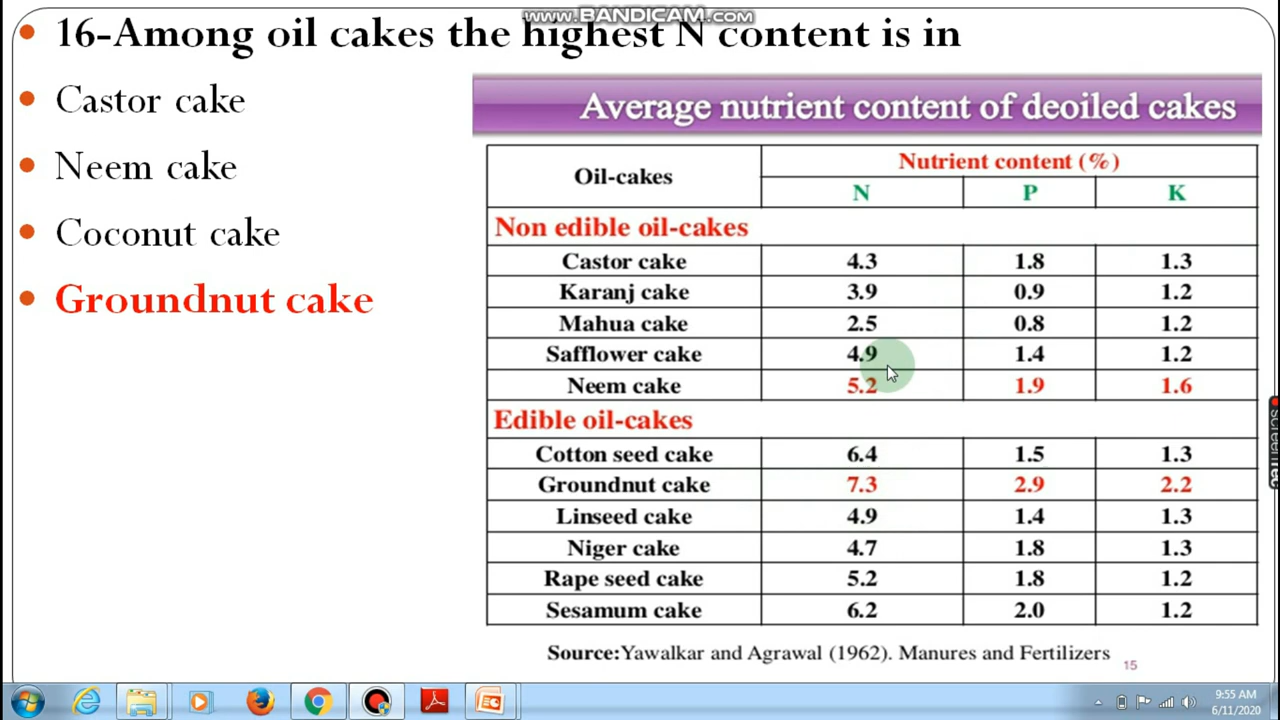 www.BANDICAM.com
16-Among oil cakes the highest N content is in
Castor cake
Neem cake
Coconut cake
Groundnut cake
Average nutrient content of deoiled cakes
Oil-cakes Nutrient content (%)
N P K
Non edible oil-cakes
Castor cake 4.3 1.8 1.3
Karanj cake 3.9 0.9 1.2
Mahua cake 2.5 0.8 1.2
Safflower cake 4.9 1.4 1.2
Neem cake 5.2 1.9 1.6
Edible oil-cakes
Cotton seed cake 6.4 1.5 1.3
Groundnut cake 7.3 2.9 2.2
Linseed cake 4.9 1.4 1.3
Niger cake 4.7 1.8 1.3
Rape seed cake 5.2 1.8 1.2
Sesamum cake 6.2 2.0 1.2
Source:Yawalkar and Agrawal (1962). Manures and Fertilizers
15
9:55 AM
6/11/2020